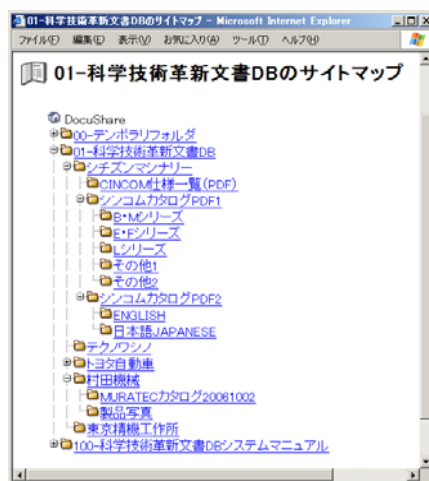 01-科学技術革新文書DBのサイトマップ - Microsoft Internet Explorer
ファイル(F) 編集(E) 表示(V) お気に入り(A) ツール(T) ヘルプ(H)
01-科学技術革新文書DBのサイトマップ
DocuShare
00-テンポラリフォルダ
01-科学技術革新文書DB
シチズンマシナリー
CINCOM仕様一覧(PDF)
シンコムカタログPDF1
B・Mシリーズ
E・Fシリーズ
Lシリーズ
その他1
その他2
シンコムカタログPDF2
ENGLISH
日本語JAPANESE
テクノワシノ
トヨタ自動車
村田機械
MURATECカタログ20061002
製品写真
東京精機工作所
100-科学技術革新文書DBシステムマニュアル